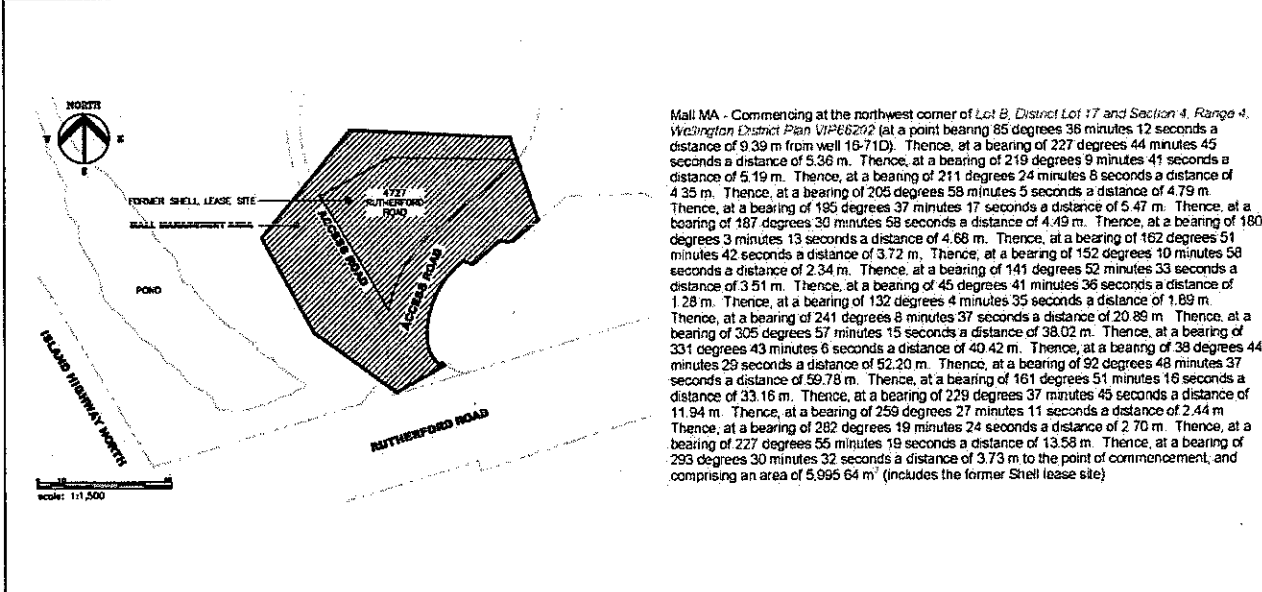 NORTH
FORMER SHELL LEASE SITE
MALL MANAGEMENT AREA
4727
RUTHERFORD
ROAD
ACCESS ROAD
ACCESS ROAD
POND
ISLAND HIGHWAY NORTH
RUTHERFORD ROAD
scale: 1:1,500
Mall MA - Commencing at the northwest corner of Lot B, District Lot 17 and Section 4, Range 4,
Wellington District Plan VIP66202 (at a point bearing 85 degrees 36 minutes 12 seconds a
distance of 9.39 m from well 16-71D). Thence, at a bearing of 227 degrees 44 minutes 45
seconds a distance of 5.36 m. Thence, at a bearing of 219 degrees 9 minutes 41 seconds a
distance of 5.19 m. Thence, at a bearing of 211 degrees 24 minutes 8 seconds a distance of
4.35 m. Thence, at a bearing of 205 degrees 58 minutes 5 seconds a distance of 4.79 m.
Thence, at a bearing of 195 degrees 37 minutes 17 seconds a distance of 5.47 m. Thence, at a
bearing of 187 degrees 30 minutes 58 seconds a distance of 4.49 m. Thence, at a bearing of 180
degrees 3 minutes 13 seconds a distance of 4.68 m. Thence, at a bearing of 162 degrees 51
minutes 42 seconds a distance of 3.72 m. Thence, at a bearing of 152 degrees 10 minutes 58
seconds a distance of 2.34 m. Thence, at a bearing of 141 degrees 52 minutes 33 seconds a
distance of 3.51 m. Thence, at a bearing of 45 degrees 41 minutes 36 seconds a distance of
1.28 m. Thence, at a bearing of 132 degrees 4 minutes 35 seconds a distance of 1.89 m.
Thence, at a bearing of 241 degrees 8 minutes 37 seconds a distance of 20.89 m. Thence, at a
bearing of 305 degrees 57 minutes 15 seconds a distance of 38.02 m. Thence, at a bearing of
331 degrees 43 minutes 6 seconds a distance of 40.42 m. Thence, at a bearing of 38 degrees 44
minutes 29 seconds a distance of 52.20 m. Thence, at a bearing of 92 degrees 48 minutes 37
seconds a distance of 59.78 m. Thence, at a bearing of 161 degrees 51 minutes 16 seconds a
distance of 33.16 m. Thence, at a bearing of 229 degrees 37 minutes 45 seconds a distance of
11.94 m. Thence, at a bearing of 259 degrees 27 minutes 11 seconds a distance of 2.44 m
Thence, at a bearing of 282 degrees 19 minutes 24 seconds a distance of 2.70 m. Thence, at a
bearing of 227 degrees 55 minutes 19 seconds a distance of 13.58 m. Thence, at a bearing of
293 degrees 30 minutes 32 seconds a distance of 3.73 m to the point of commencement, and
comprising an area of 5,995 64 m² (includes the former Shell lease site)